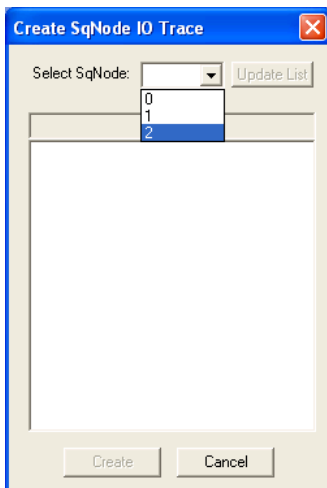 Create SqNode IO Trace
Select SqNode: Update List
0
1
2
Create Cancel